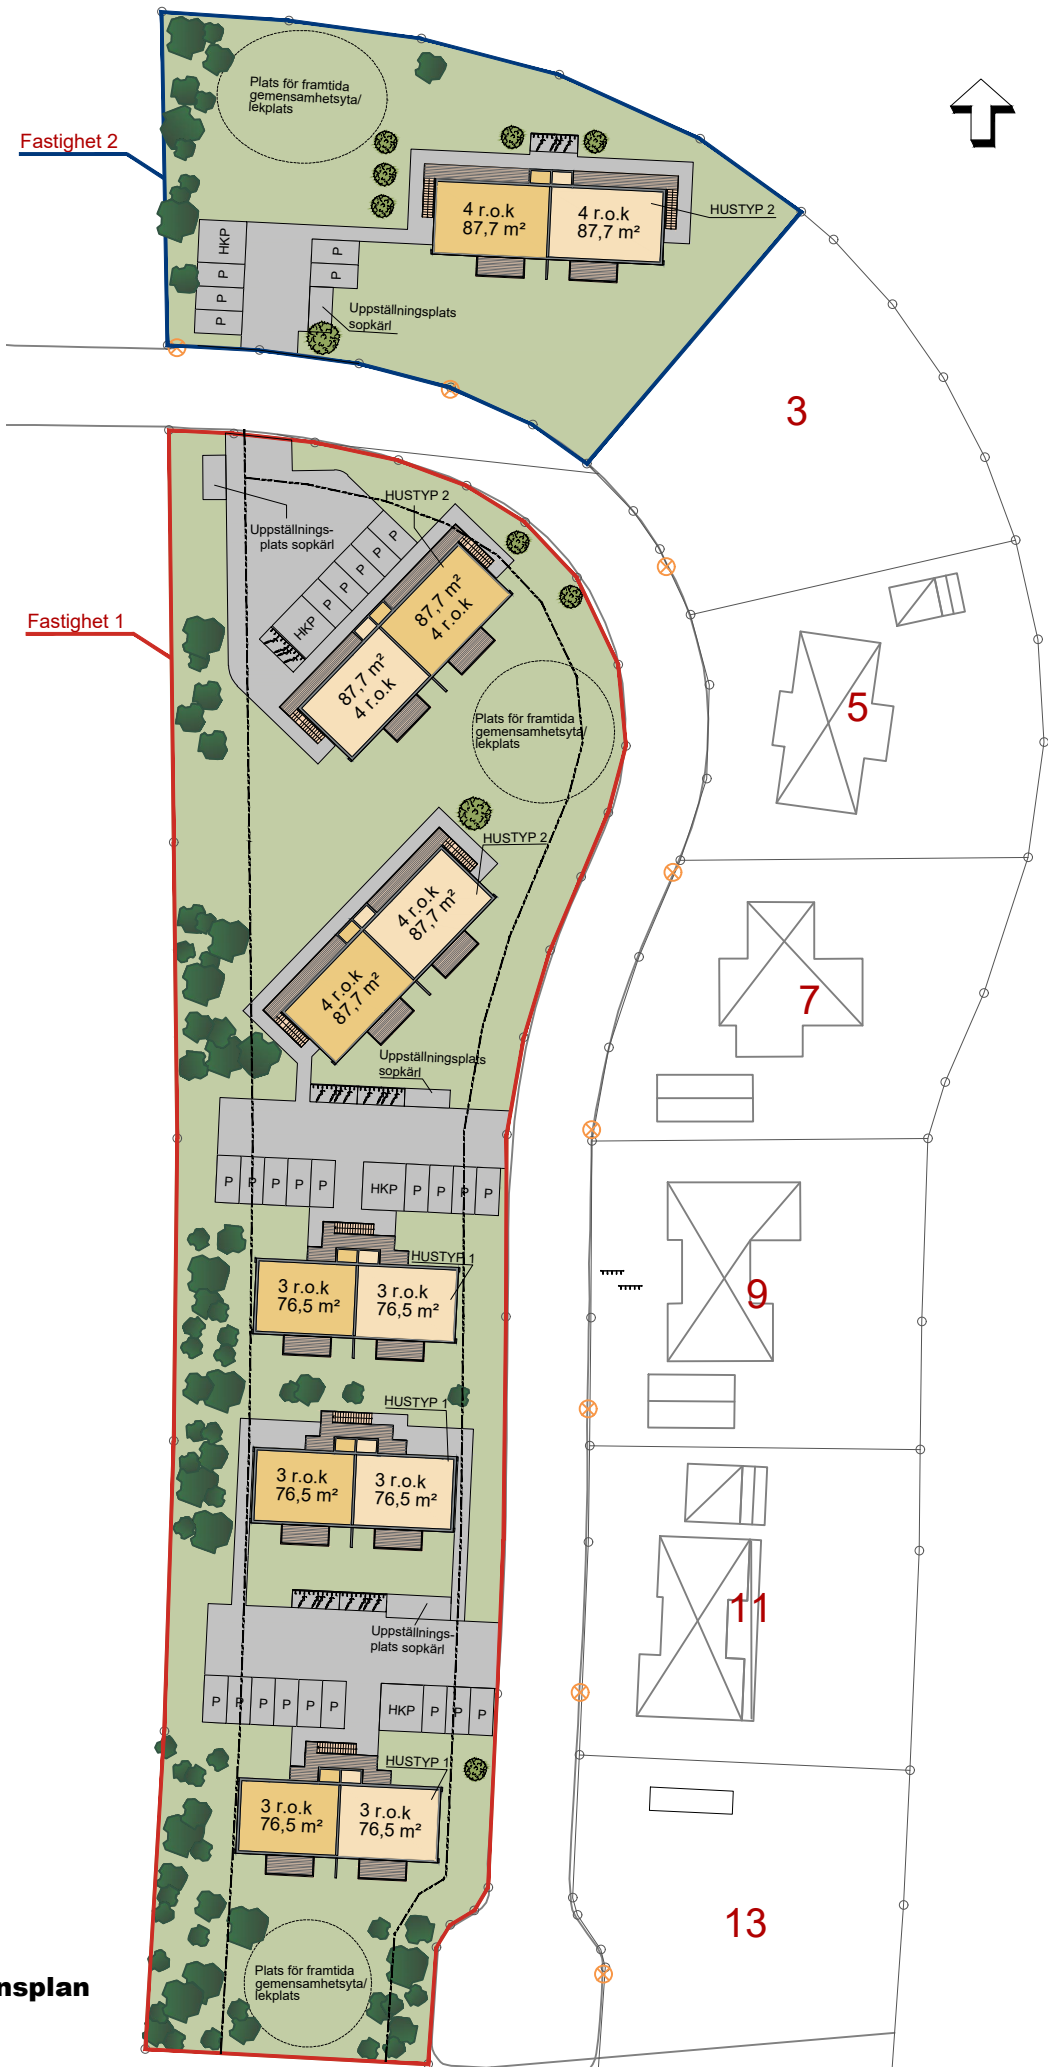 Plats för framtida
gemensamhetsyta/
lekplats
Fastighet 2
4 r.o.k
87,7 m²
4 r.o.k
87,7 m²
HUSTYP 2
HKP
P
P
P
P
P
Uppställningsplats
sopkärl
3
HUSTYP 2
Uppställnings-
plats sopkärl
P
P
P
P
P
HKP
87,7 m²
4 r.o.k
87,7 m²
4 r.o.k
Fastighet 1
Plats för framtida
gemensamhetsyta/
lekplats
5
HUSTYP 2
4 r.o.k
87,7 m²
4 r.o.k
87,7 m²
7
Uppställningsplats
sopkärl
P
P
P
P
P
HKP
P
P
P
P
HUSTYP 1
3 r.o.k
76,5 m²
3 r.o.k
76,5 m²
9
HUSTYP 1
3 r.o.k
76,5 m²
3 r.o.k
76,5 m²
11
Uppställnings-
plats sopkärl
P
P
P
P
P
P
HKP
P
P
P
HUSTYP 1
3 r.o.k
76,5 m²
3 r.o.k
76,5 m²
13
Plats för framtida
gemensamhetsyta/
lekplats
nsplan